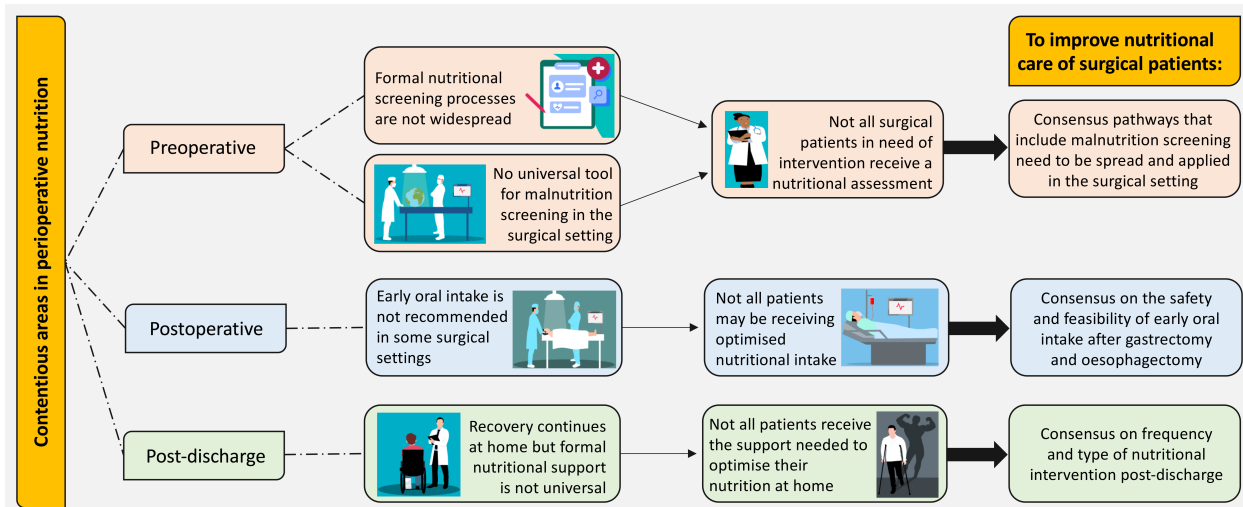 Contentious areas in perioperative nutrition
To improve nutritional
care of surgical patients:
Preoperative
Formal nutritional
screening processes
are not widespread
No universal tool
for malnutrition
screening in the
surgical setting
Not all surgical
patients in need of
intervention receive a
nutritional assessment
Consensus pathways that
include malnutrition screening
need to be spread and applied
in the surgical setting
Postoperative
Early oral intake is
not recommended
in some surgical
settings
Not all patients
may be receiving
optimised
nutritional intake
Consensus on the safety
and feasibility of early oral
intake after gastrectomy
and oesophagectomy
Post-discharge
Recovery continues
at home but formal
nutritional support
is not universal
Not all patients receive
the support needed to
optimise their
nutrition at home
Consensus on frequency
and type of nutritional
intervention post-discharge